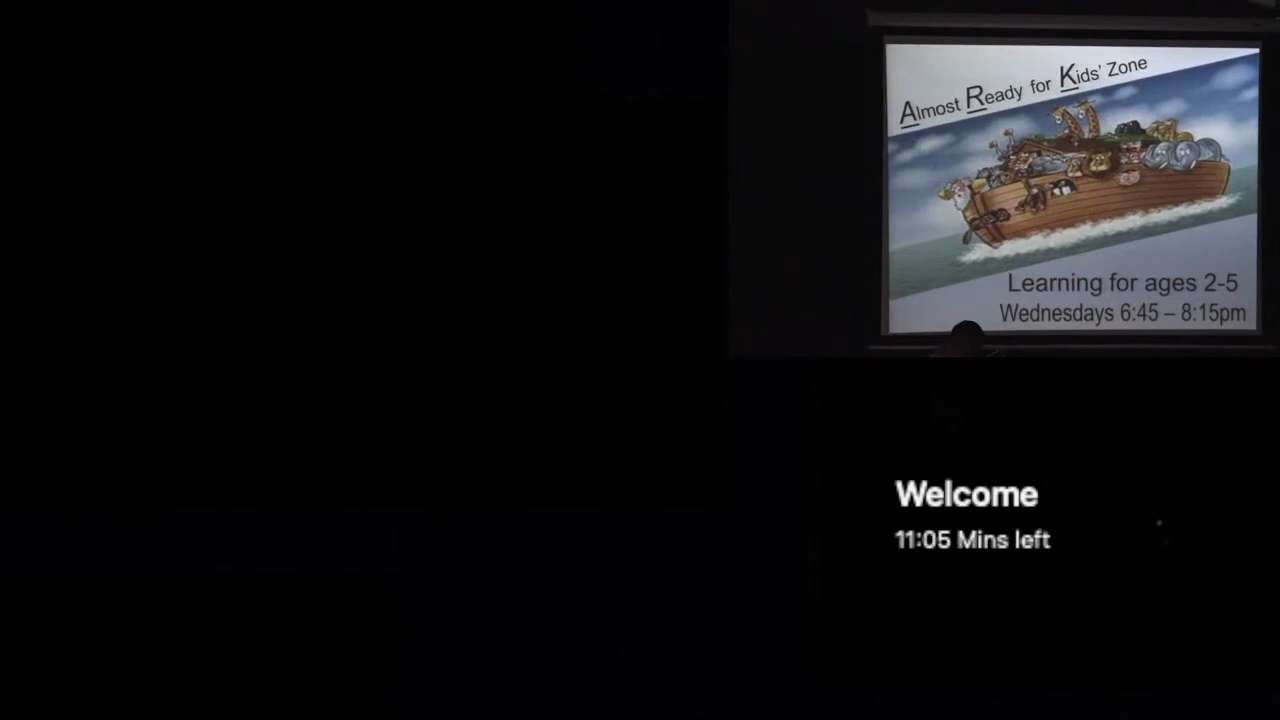 Almost Ready for Kids' Zone
Learning for ages 2-5
Wednesdays 6:45 – 8:15pm
Welcome
11:05 Mins left